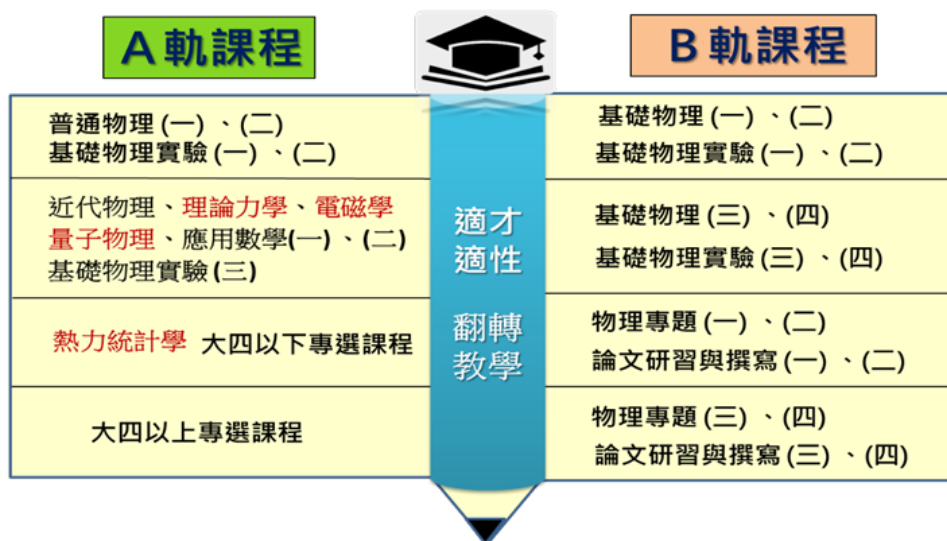 A軌課程
普通物理(一)、(二)
基礎物理實驗(一)、(二)
近代物理、理論力學、電磁學
量子物理、應用數學(一)、(二)
基礎物理實驗(三)
熱力統計學 大四以下專選課程
大四以上專選課程
適才
適性
翻轉
教學
B軌課程
基礎物理(一)、(二)
基礎物理實驗(一)、(二)
基礎物理(三)、(四)
基礎物理實驗(三)、(四)
物理專題(一)、(二)
論文研習與撰寫(一)、(二)
物理專題(三)、(四)
論文研習與撰寫(三)、(四)